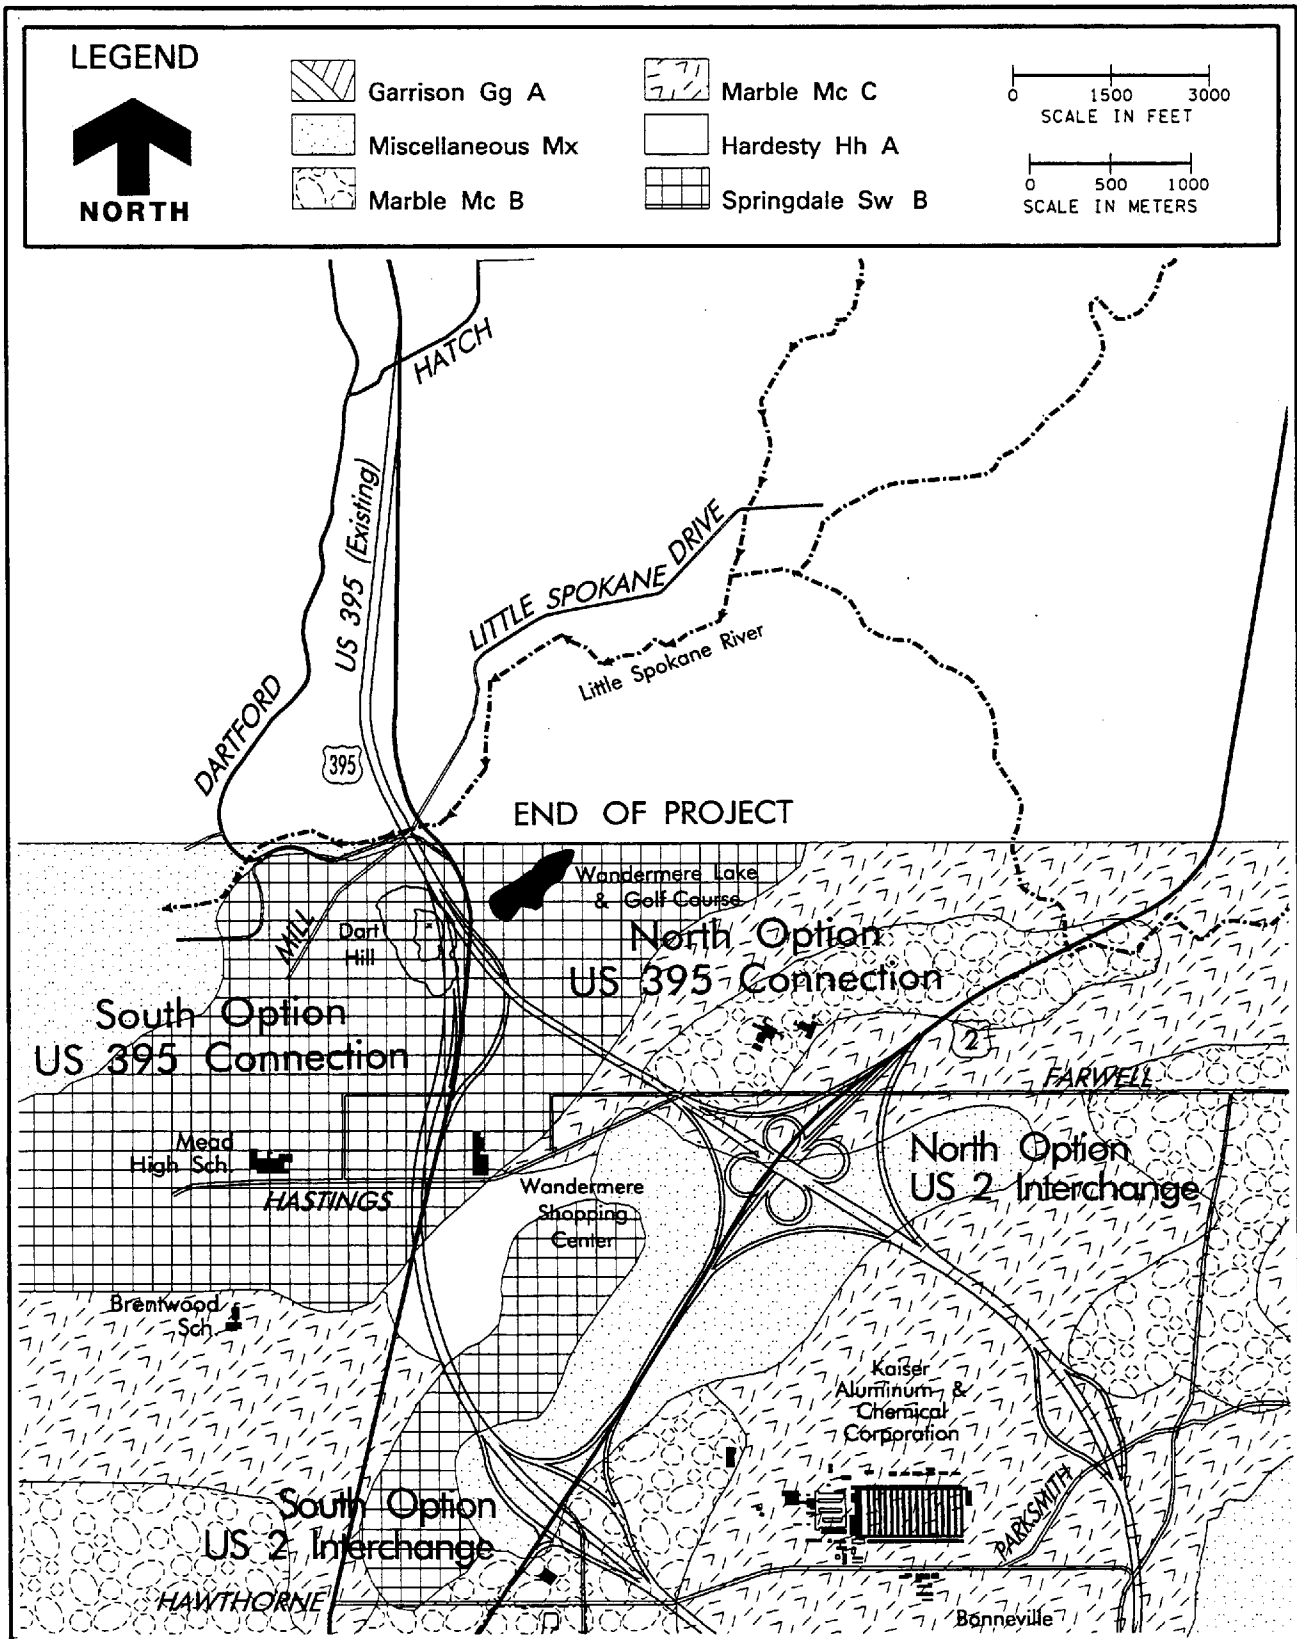 LEGEND
NORTH
Garrison Gg A
Miscellaneous Mx
Marble Mc B
Marble Mc C
Hardesty Hh A
Springdale Sw B
0 1500 3000
SCALE IN FEET
0 500 1000
SCALE IN METERS
HATCH
US 395 (Existing)
LITTLE SPOKANE DRIVE
Little Spokane River
DARTFORD
395
END OF PROJECT
Wandermere Lake
& Golf Course
MILL
Dart
Hill
North Option
US 395 Connection
South Option
US 395 Connection
2
FARWELL
Mead
High Sch.
HASTINGS
Wandermere
Shopping
Center
North Option
US 2 Interchange
Brentwood
Sch.
Kaiser
Aluminum &
Chemical
Corporation
South Option
US 2 Interchange
PARKSMITH
HAWTHORNE
Bonneville